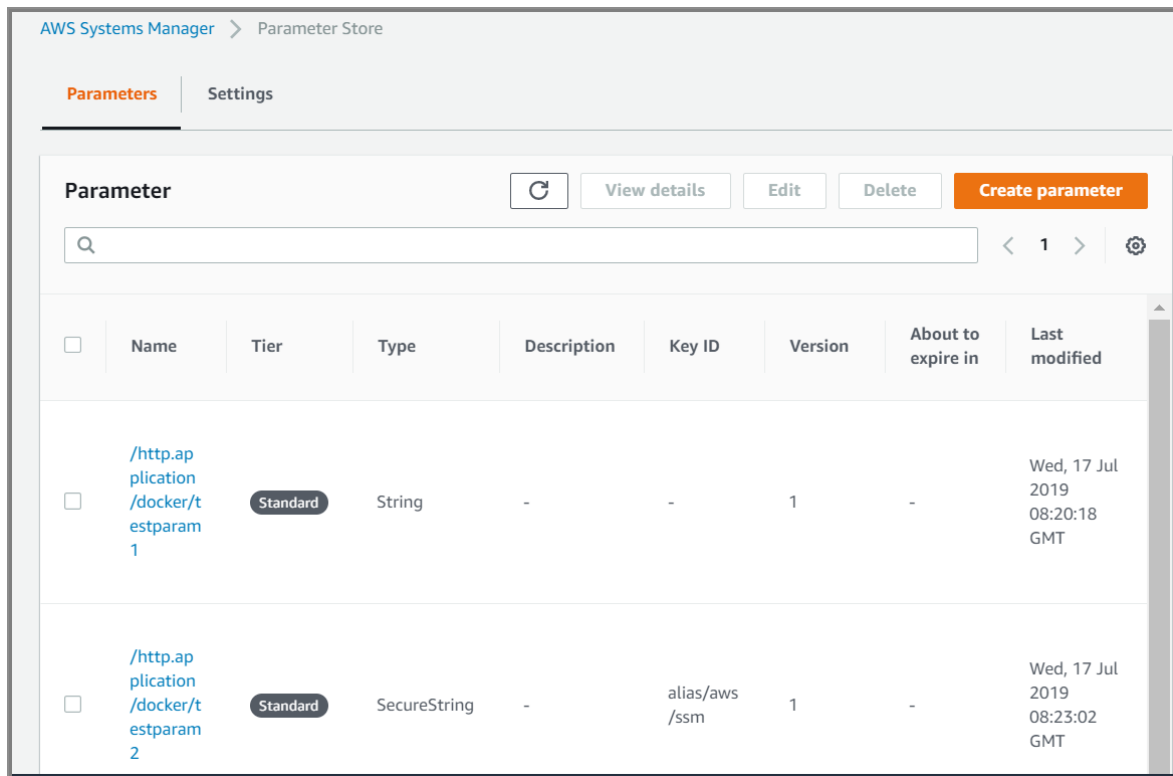 AWS Systems Manager > Parameter Store
Parameters Settings
Parameter View details Edit Delete Create parameter
< 1 >
Name Tier Type Description Key ID Version About to expire in Last modified
/http.ap
plication
/docker/t
estparam
1
Standard String - - 1 -
Wed, 17 Jul
2019
08:20:18
GMT
/http.ap
plication
/docker/t
estparam
2
Standard SecureString -
alias/aws
/ssm
1 -
Wed, 17 Jul
2019
08:23:02
GMT